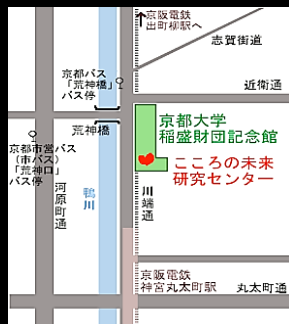 京阪電鉄
出町柳駅へ
志賀街道
京都バス
「荒神橋」
バス停
近衛通
京都大学
稲盛財団記念館
荒神橋
京都市営バス
(市バス)
「荒神口」
バス停
こころの未来
研究センター
河原町通
鴨川
川端通
京阪電鉄
神宮丸太町駅
丸太町通